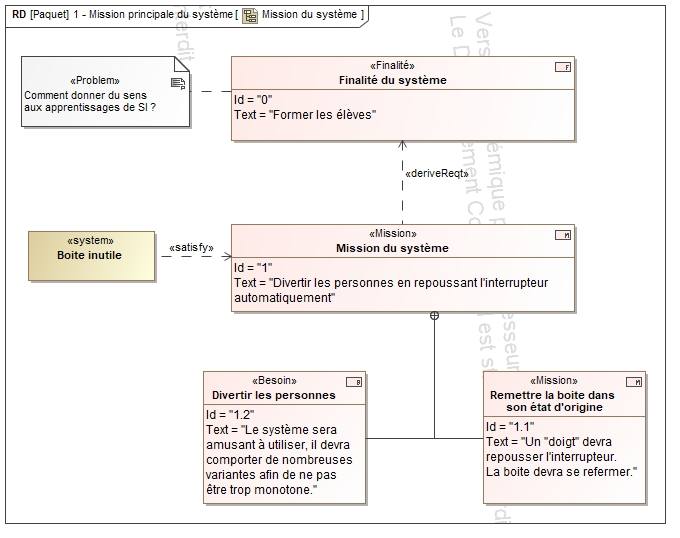 RD [Paquet] 1 - Mission principale du système [ Mission du système ]
«Problem»
Comment donner du sens
aux apprentissages de SI ?
«Finalité»
F
Finalité du système
Id = "0"
Text = "Former les élèves"
«deriveReqt»
«system»
Boite inutile
«satisfy»
«Mission»
M
Mission du système
Id = "1"
Text = "Divertir les personnes en repoussant l'interrupteur
automatiquement"
«Besoin»
B
Divertir les personnes
Id = "1.2"
Text = "Le système sera
amusant à utiliser, il devra
comporter de nombreuses
variantes afin de ne pas
être trop monotone."
«Mission»
M
Remettre la boite dans
son état d'origine
Id = "1.1"
Text = "Un "doigt" devra
repousser l'interrupteur.
La boite devra se refermer."